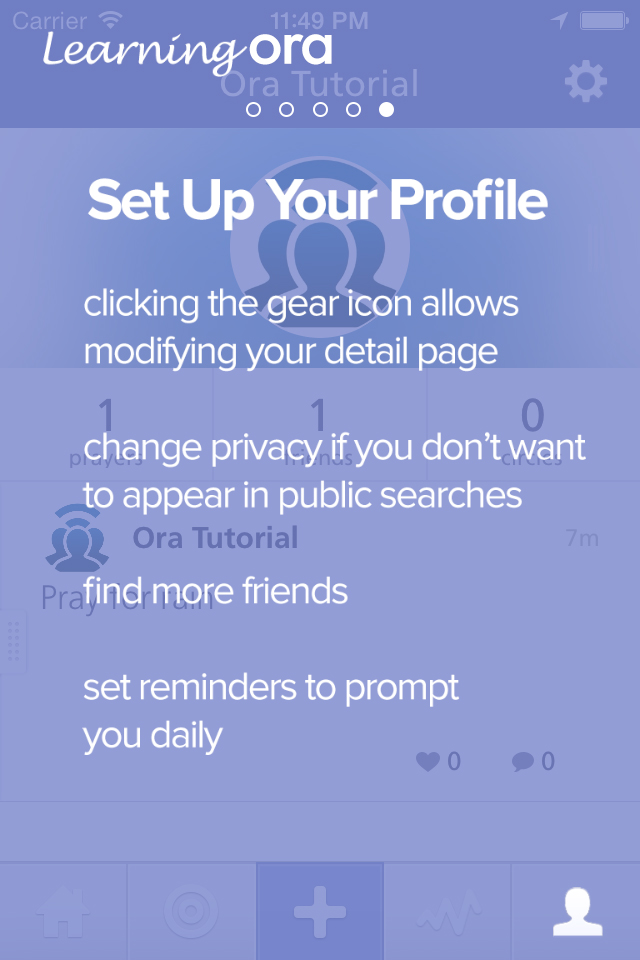 Carrier 11:49 PM
Learning ora
Ora Tutorial
Set Up Your Profile
clicking the gear icon allows
modifying your detail page
1 1 0
prayers friends circles
change privacy if you don't want
to appear in public searches
Ora Tutorial 7m
Pray for rain
find more friends
set reminders to prompt
you daily
0 0